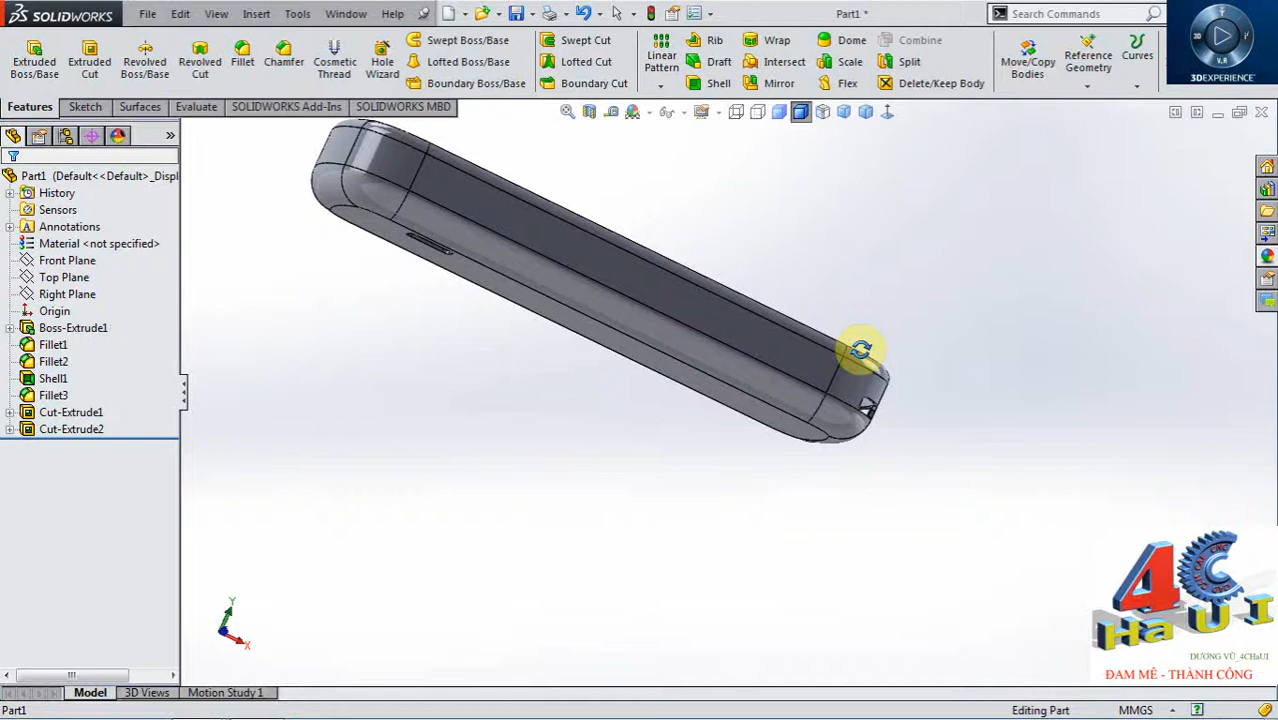 DS SOLIDWORKS File Edit View Insert Tools Window Help Part1 * Search Commands
3D V.R 3DEXPERIENCE®
Extruded Boss/Base Extruded Cut Revolved Boss/Base Revolved Cut Fillet Chamfer Cosmetic Thread Hole Wizard
Swept Boss/Base
Lofted Boss/Base
Boundary Boss/Base
Swept Cut
Lofted Cut
Boundary Cut
Linear Pattern
Rib Wrap Dome Combine
Draft Intersect Scale Split
Shell Mirror Flex Delete/Keep Body
Move/Copy Bodies Reference Geometry Curves
Features Sketch Surfaces Evaluate SOLIDWORKS Add-Ins SOLIDWORKS MBD
Part1 (Default<<Default>_Displ
History
Sensors
Annotations
Material <not specified>
Front Plane
Top Plane
Right Plane
Origin
Boss-Extrude1
Fillet1
Fillet2
Shell1
Fillet3
Cut-Extrude1
Cut-Extrude2
Y
X
4C
HaUI
DƯƠNG VŨ_4CHaUI
ĐAM MÊ - THÀNH CÔNG
Model 3D Views Motion Study 1
Part1 Editing Part MMGS